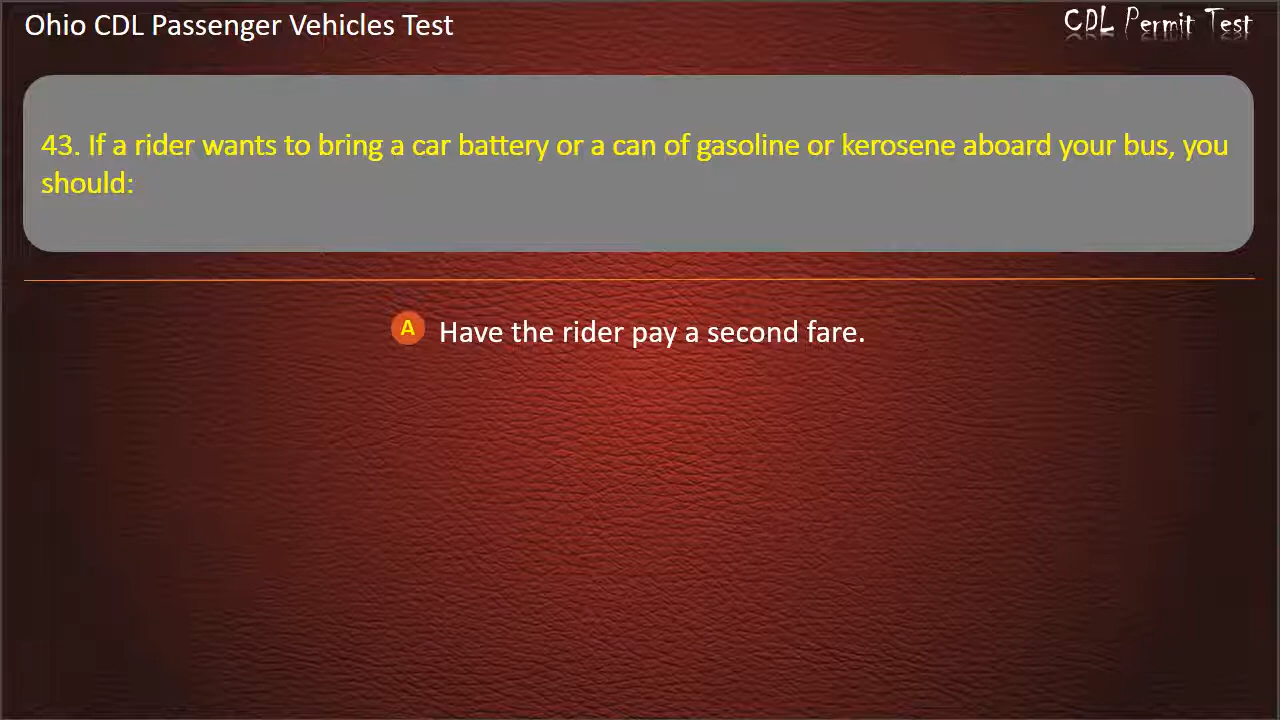 Ohio CDL Passenger Vehicles Test
CDL Permit Test
43. If a rider wants to bring a car battery or a can of gasoline or kerosene aboard your bus, you
should:
A Have the rider pay a second fare.